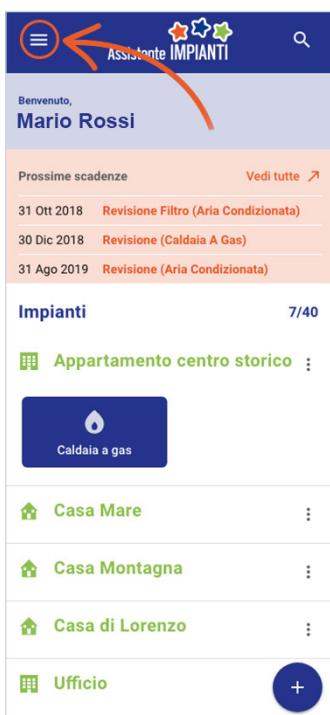 Assistente IMPIANTI
Benvenuto,
Mario Rossi
Prossime scadenze Vedi tutte
31 Ott 2018 Revisione Filtro (Aria Condizionata)
30 Dic 2018 Revisione (Caldaia A Gas)
31 Ago 2019 Revisione (Aria Condizionata)
Impianti 7/40
Appartamento centro storico
Caldaia a gas
Casa Mare
Casa Montagna
Casa di Lorenzo
Ufficio
+